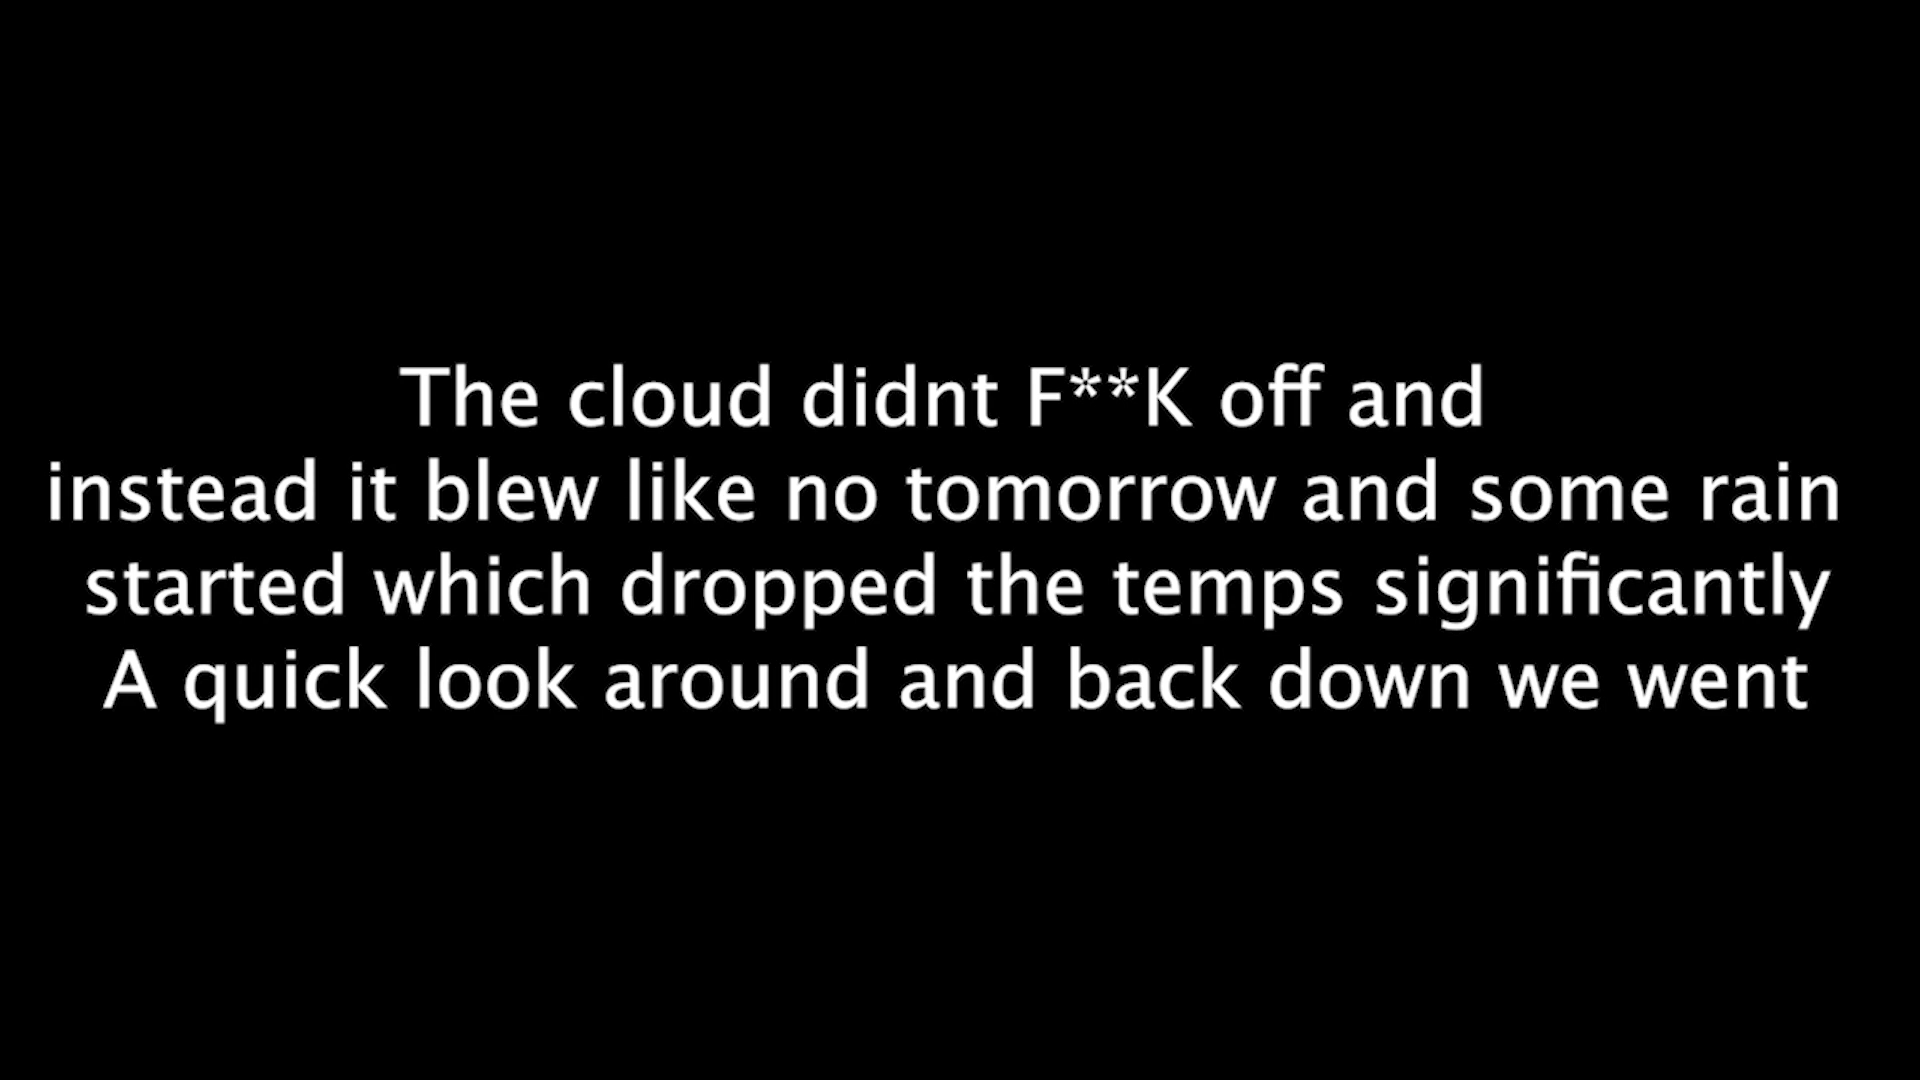 The cloud didnt F**K off and
instead it blew like no tomorrow and some rain
started which dropped the temps significantly
A quick look around and back down we went